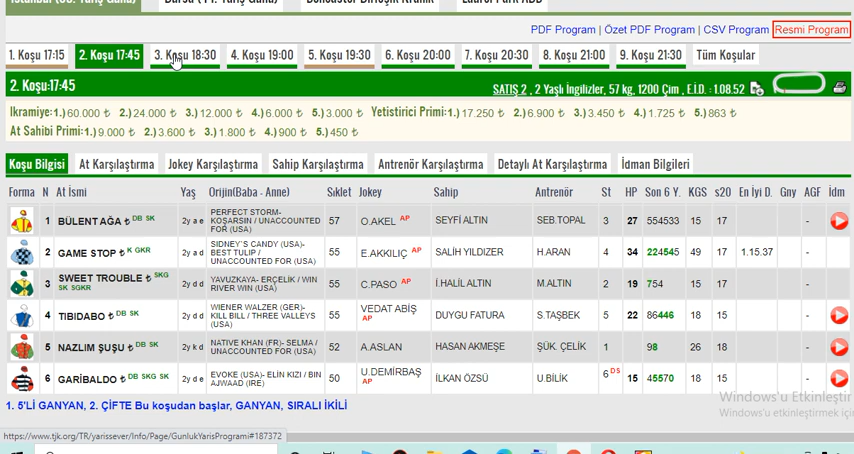 PDF Program | Özet PDF Program | CSV Program Resmi Program
1. Koşu 17:15 2. Koşu 17:45 3. Koşu 18:30 4. Koşu 19:00 5. Koşu 19:30 6. Koşu 20:00 7. Koşu 20:30 8. Koşu 21:00 9. Koşu 21:30 Tüm Koşular
2. Koşu:17:45 SATIŞ 2 , 2 Yaşlı İngilizler, 57 kg, 1200 Çim , E.İ.D. : 1.08.52
Ikramiye:1.) 60.000 ₺ 2.) 24.000 ₺ 3.) 12.000 ₺ 4.) 6.000 ₺ 5.) 3.000 ₺ Yetistirici Primi:1.) 17.250 ₺ 2.) 6.900 ₺ 3.) 3.450 ₺ 4.) 1.725 ₺ 5.) 863 ₺
At Sahibi Primi:1.) 9.000 ₺ 2.) 3.600 ₺ 3.) 1.800 ₺ 4.) 900 ₺ 5.) 450 ₺
Koşu Bilgisi At Karşılaştırma Jokey Karşılaştırma Sahip Karşılaştırma Antrenör Karşılaştırma Detaylı At Karşılaştırma İdman Bilgileri
Forma N At İsmi Yaş Orijin(Baba - Anne) Sıklet Jokey Sahip Antrenör St HP Son 6 Y. KGS s20 En İyi D. Gny AGF İdm
1 BÜLENT AĞA ₺ DB SK 2y a e PERFECT STORM- KOŞARSIN / UNACCOUNTED FOR (USA) 57 O.AKEL AP SEYFİ ALTIN SEB.TOPAL 3 27 554533 15 17 -
2 GAME STOP ₺ K GKR 2y a d SIDNEY'S CANDY (USA)- BEST TULIP / UNACCOUNTED FOR (USA) 55 E.AKKILIÇ AP SALİH YILDIZER H.ARAN 4 34 224545 49 17 1.15.37 -
3 SWEET TROUBLE ₺ SKG SK SGKR 2y d d YAVUZKAYA- ERÇELİK / WIN RIVER WIN (USA) 55 C.PASO AP İ.HALİL ALTIN M.ALTIN 2 19 754 15 17 -
4 TIBIDABO ₺ DB SK 2y d d WIENER WALZER (GER)- KILL BILL / THREE VALLEYS (USA) 55 VEDAT ABİŞ AP DUYGU FATURA S.TAŞBEK 5 22 86446 18 15 -
5 NAZLIM ŞUŞU ₺ DB SK 2y k d NATIVE KHAN (FR)- SELMA / UNACCOUNTED FOR (USA) 52 A.ASLAN HASAN AKMEŞE ŞÜK. ÇELİK 1 98 26 18 -
6 GARİBALDO ₺ DB SKG SK 2y d e EVOKE (USA)- ELIN KIZI / BIN AJWAAD (IRE) 50 U.DEMİRBAŞ AP İLKAN ÖZSÜ U.BİLİK 6 DS 15 45570 18 15 -
1. 5'Lİ GANYAN, 2. ÇİFTE Bu koşudan başlar, GANYAN, SIRALI İKİLİ
Windows'u Etkinleştir
Windows'u etkinleştirmek için
https://www.tjk.org/TR/yarissever/Info/Page/GunlukYarisProgrami#187372